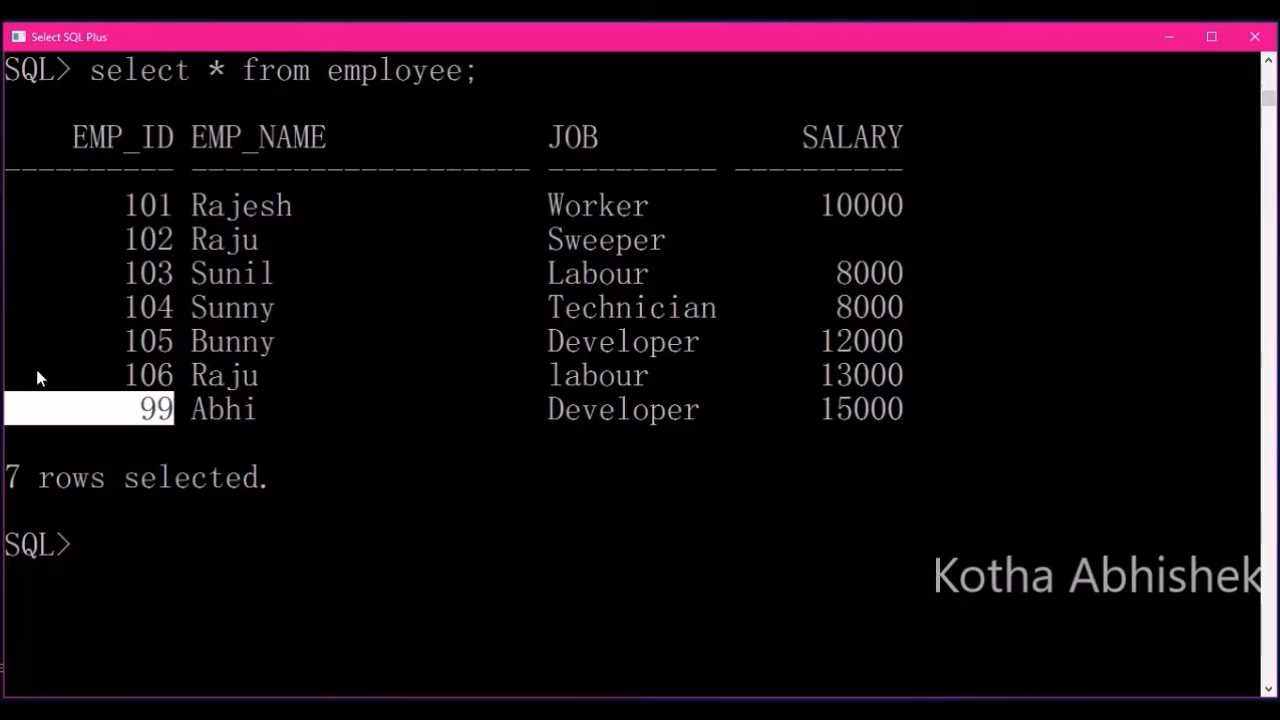 Select SQL Plus
SQL> select * from employee;
EMP_ID EMP_NAME JOB SALARY
---------- -------------------- ---------- ----------
101 Rajesh Worker 10000
102 Raju Sweeper
103 Sunil Labour 8000
104 Sunny Technician 8000
105 Bunny Developer 12000
106 Raju labour 13000
99 Abhi Developer 15000
7 rows selected.
SQL>
Kotha Abhishek